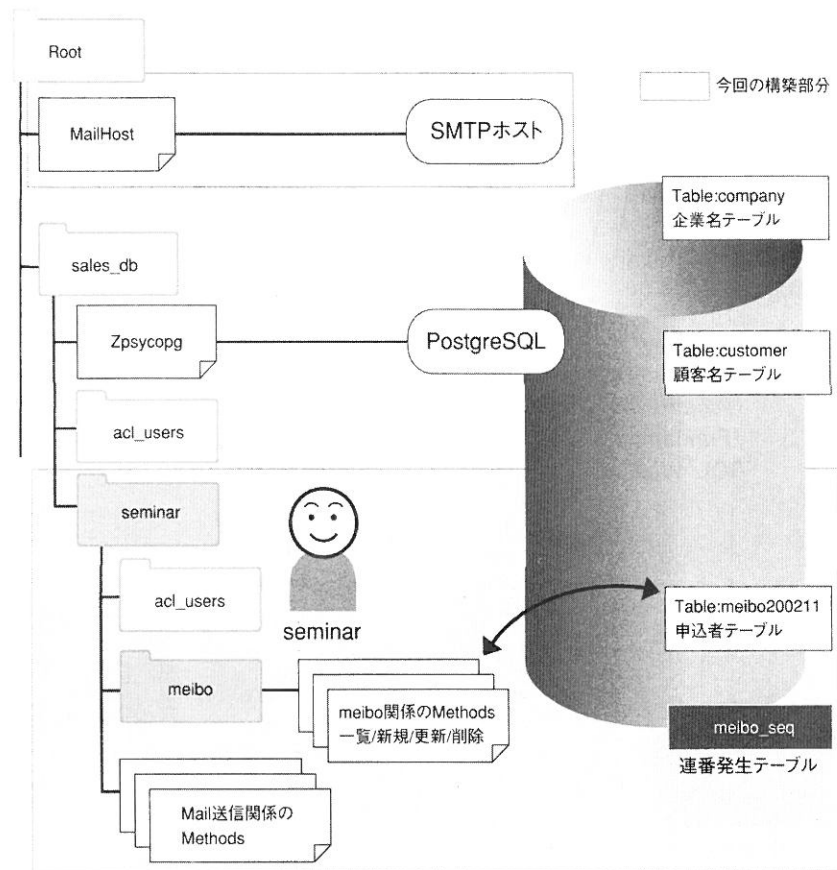 Root
今回の構築部分
MailHost
SMTPホスト
Table:company
企業名テーブル
sales_db
Zpsycopg
PostgreSQL
Table:customer
顧客名テーブル
acl_users
seminar
acl_users
seminar
Table:meibo200211
申込者テーブル
meibo
meibo関係のMethods
一覧/新規/更新/削除
meibo_seq
連番発生テーブル
Mail送信関係の
Methods